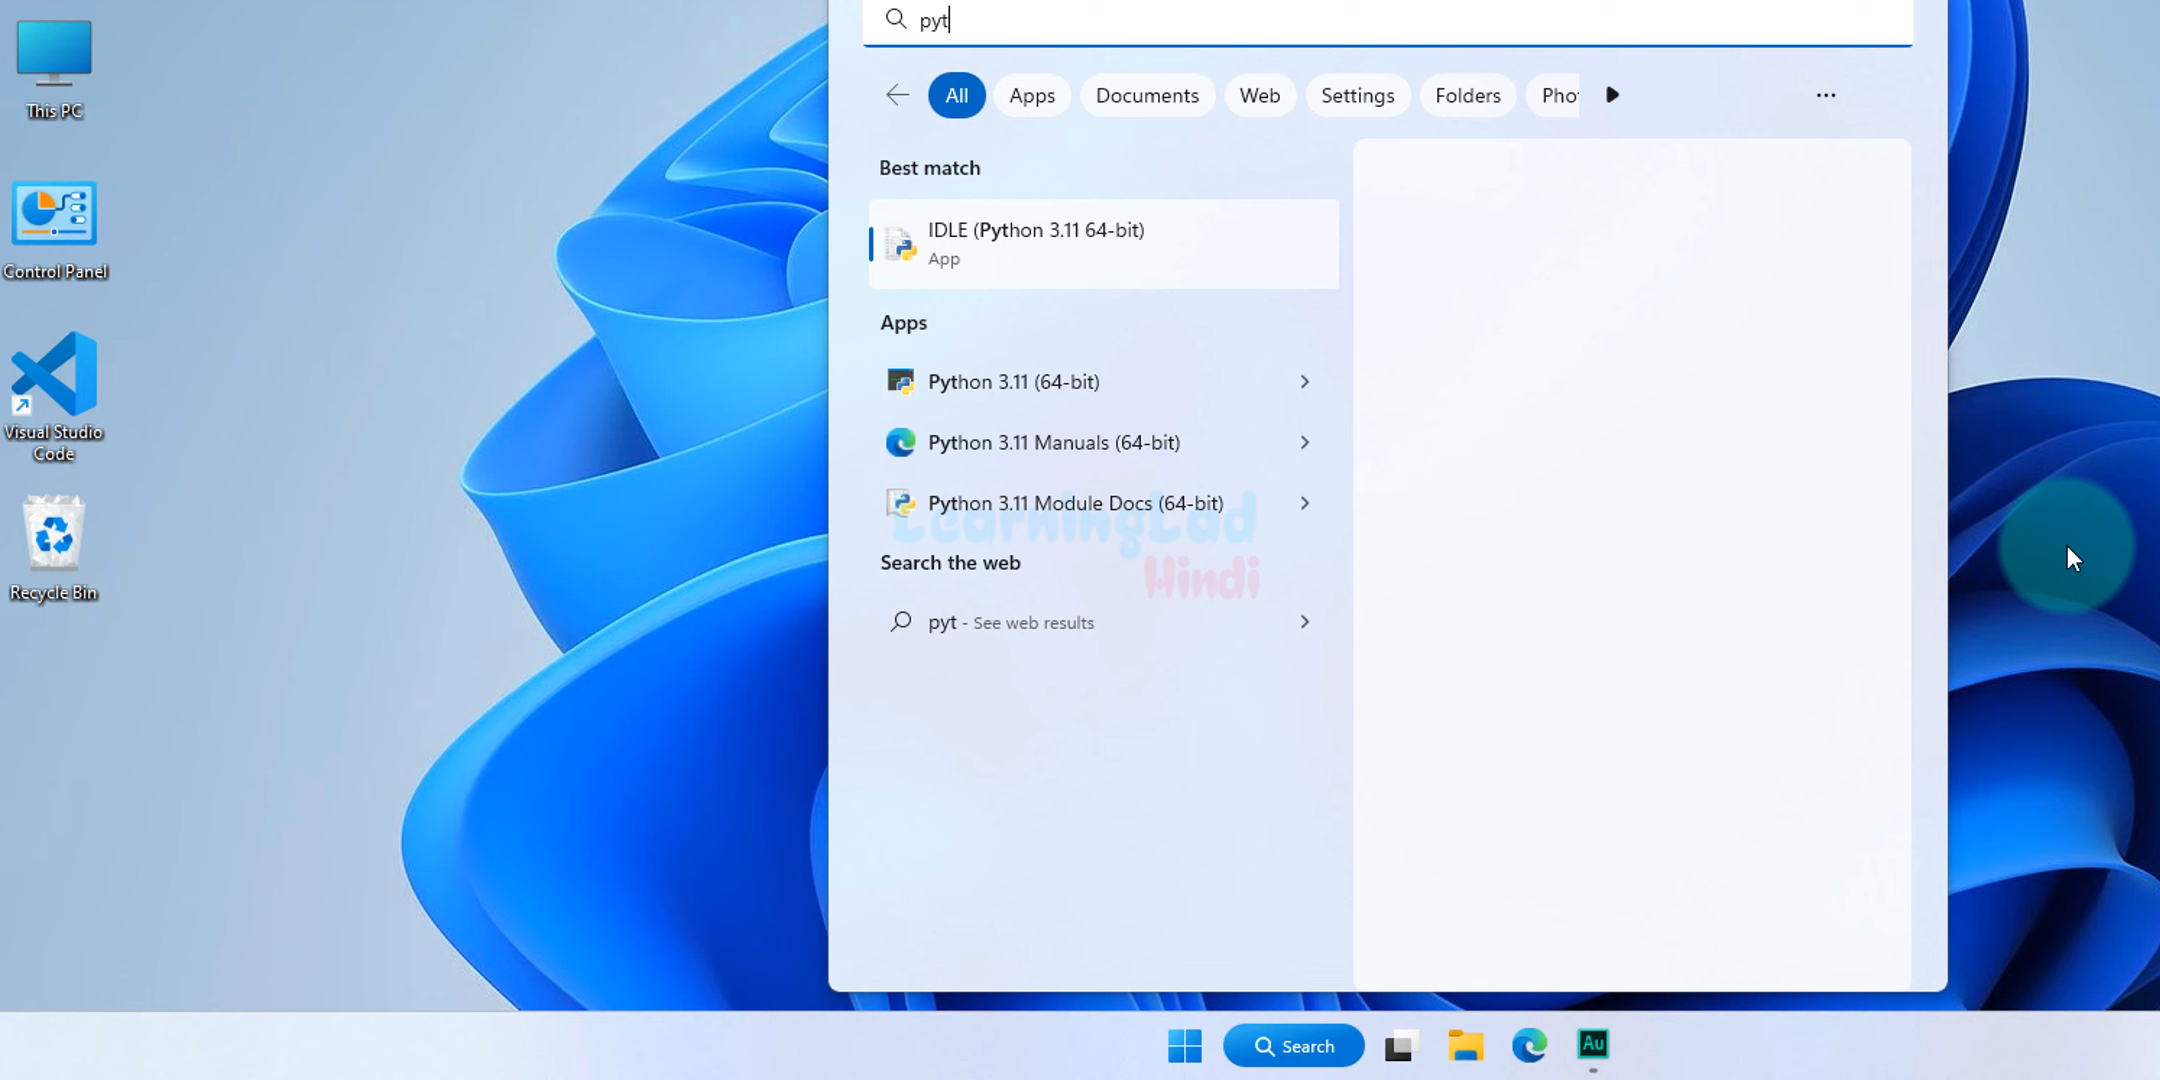 This PC
Control Panel
Visual Studio
Code
Recycle Bin
pyt
All
Apps
Documents
Web
Settings
Folders
Pho
Best match
IDLE (Python 3.11 64-bit)
App
Apps
Python 3.11 (64-bit)
Python 3.11 Manuals (64-bit)
Python 3.11 Module Docs (64-bit)
LearningLad
Hindi
Search the web
pyt - See web results
Search
Au